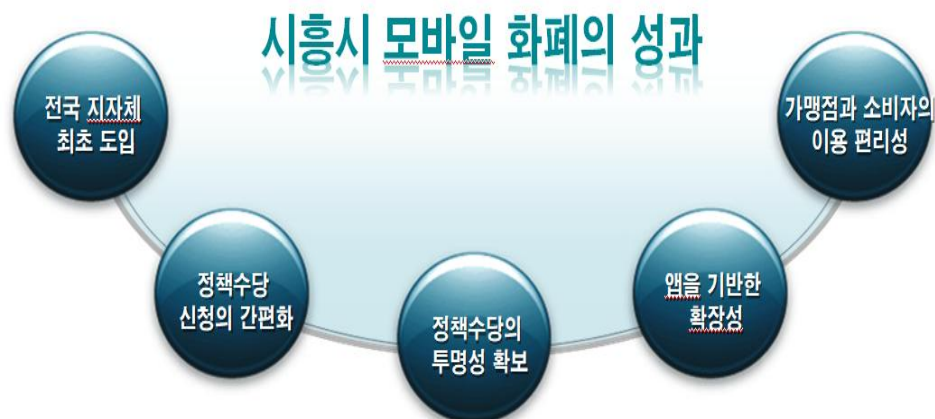 시흥시 모바일 화폐의 성과
전국 지자체
최초 도입
정책수당
신청의 간편화
정책수당의
투명성 확보
앱을 기반한
확장성
가맹점과 소비자의
이용 편리성